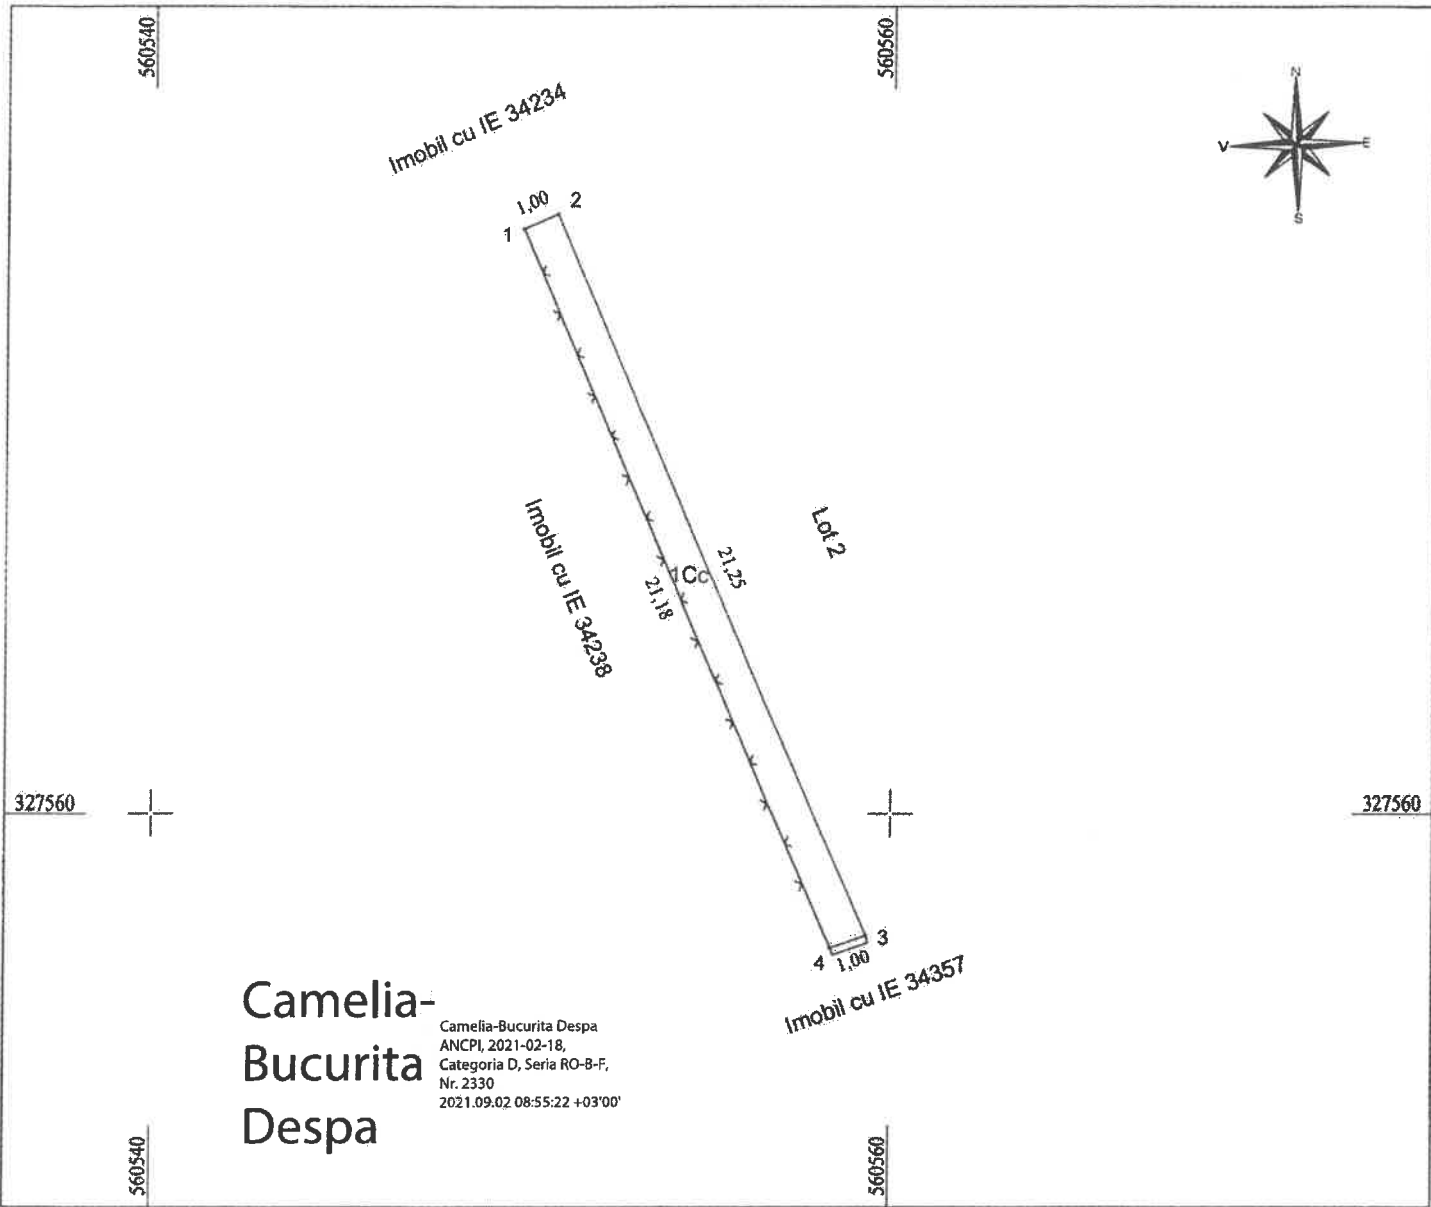 560540
560560
N
V
E
S
Imobil cu IE 34234
1,00
2
1
Imobil cu IE 34238
Lot 2
21,25
1Cc
21,18
327560
327560
3
4
1,00
Imobil cu IE 34357
Camelia-
Bucurita
Despa
Camelia-Bucurita Despa
ANCPI, 2021-02-18,
Categoria D, Seria RO-B-F,
Nr. 2330
2021.09.02 08:55:22 +03'00'
560540
560560